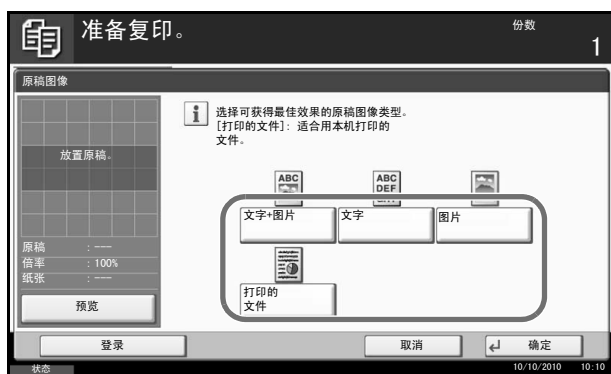 准备复印。
份数
1
原稿图像
放置原稿。
原稿 : ---
倍率 : 100%
纸张 : ---
预览
选择可获得最佳效果的原稿图像类型。
[打印的文件]: 适合用本机打印的
文件。
ABC
ABC
DEF
文字+图片
文字
图片
打印的
文件
登录
取消
确定
状态
10/10/2010 10:10